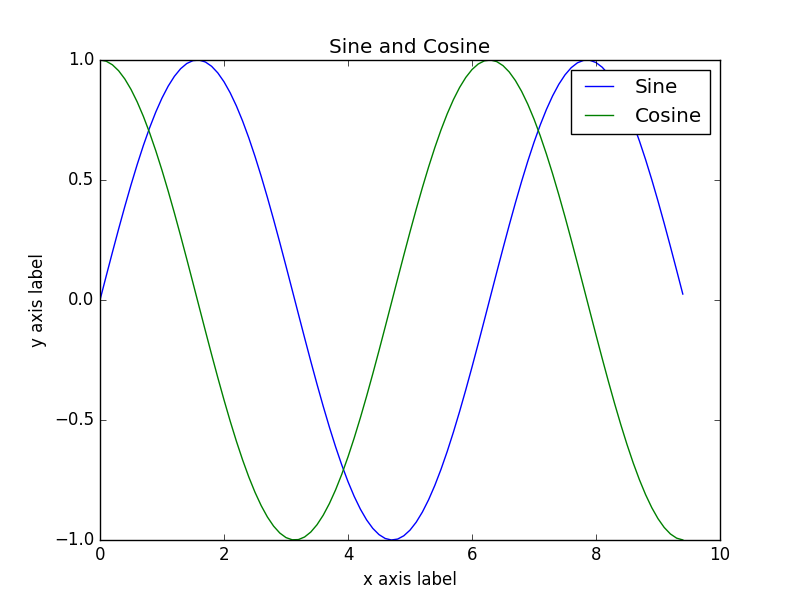 Sine and Cosine
Sine
Cosine
1.0
0.5
0.0
−0.5
−1.0
y axis label
0 2 4 6 8 10
x axis label